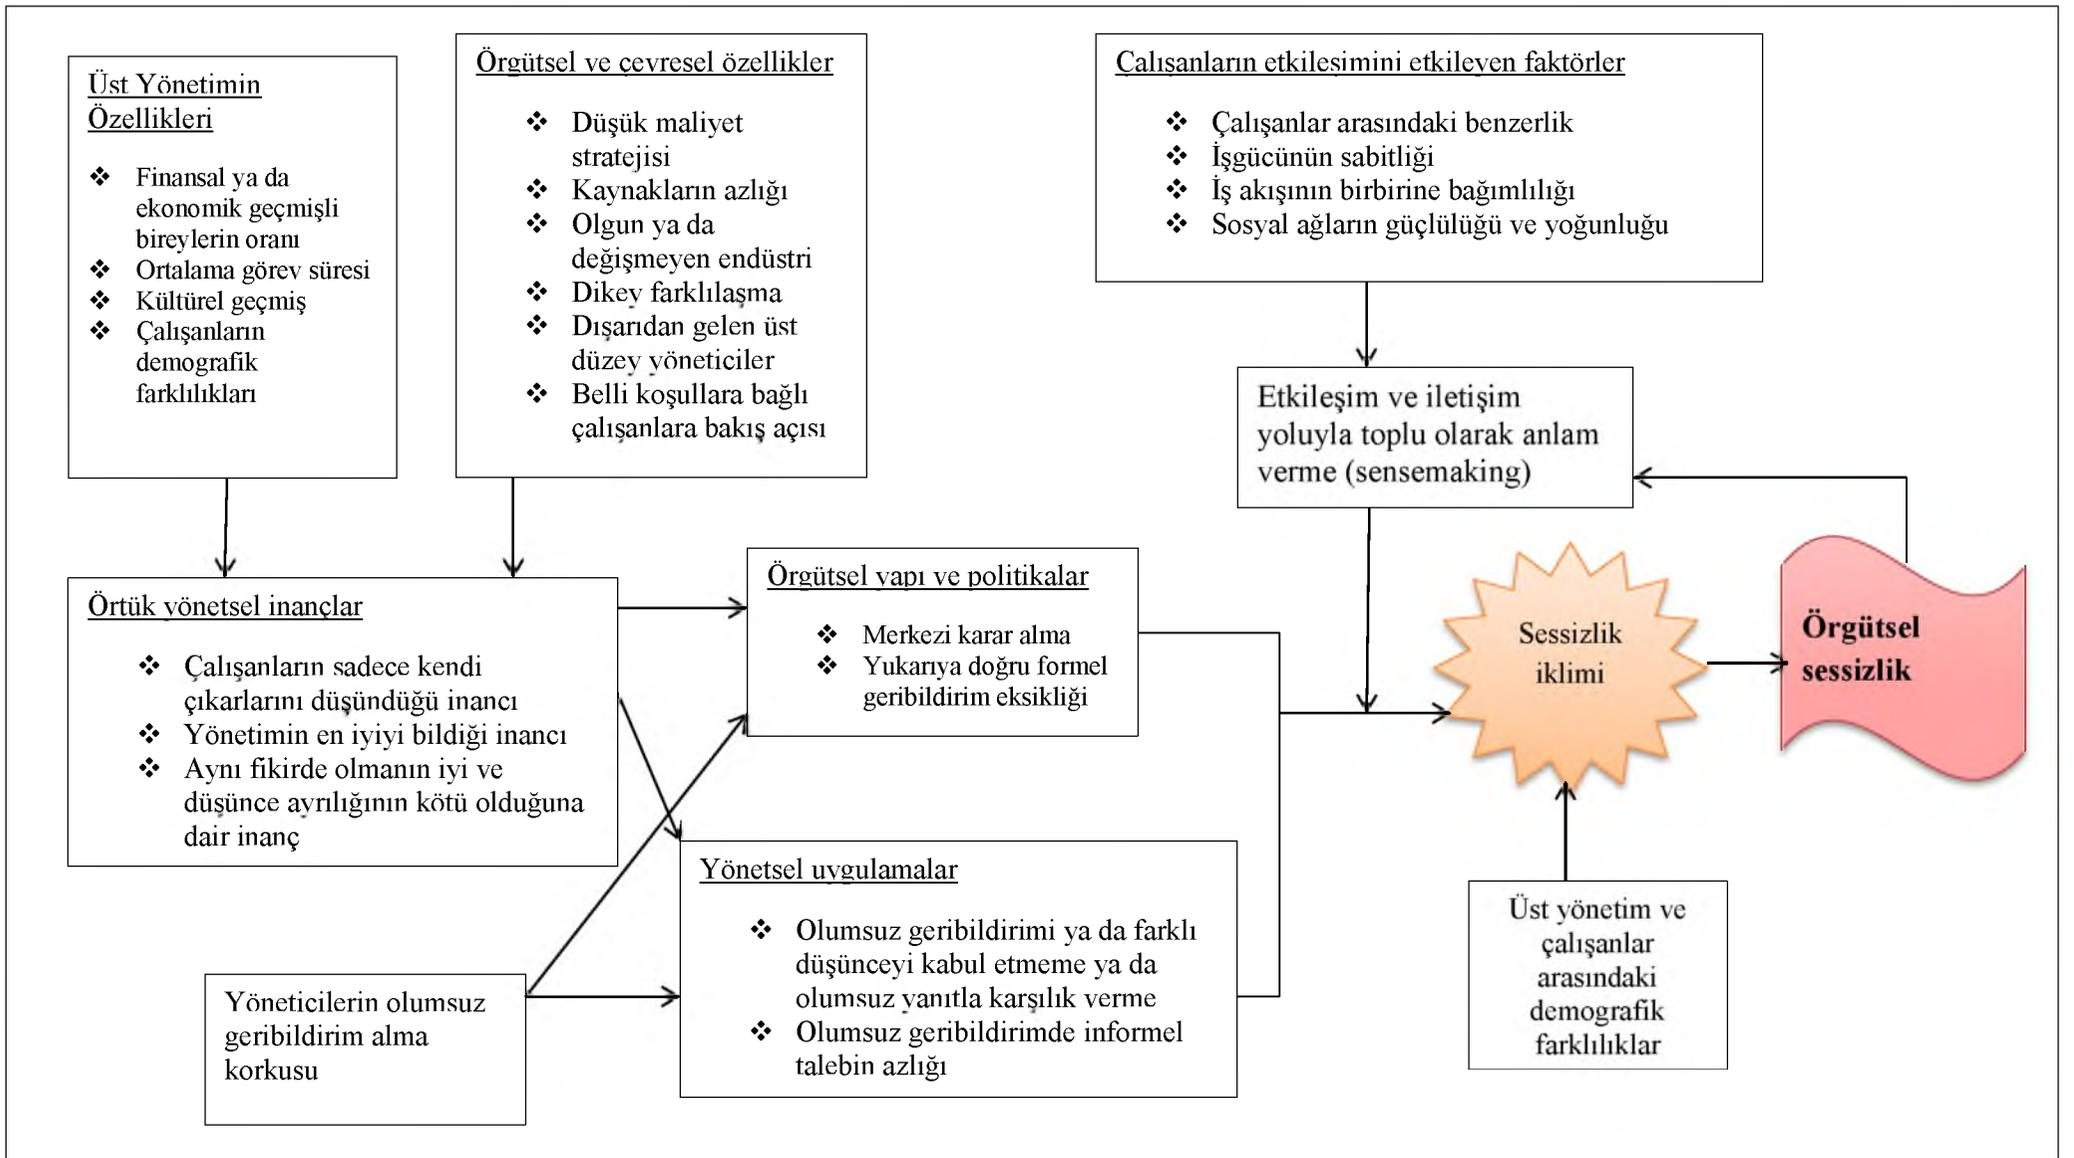 Üst Yönetimin
Özellikleri
❖ Finansal ya da
ekonomik geçmişli
bireylerin oranı
❖ Ortalama görev süresi
❖ Kültürel geçmiş
❖ Çalışanların
demografik
farklılıkları
Örgütsel ve çevresel özellikler
❖ Düşük maliyet
stratejisi
❖ Kaynakların azlığı
❖ Olgun ya da
değişmeyen endüstri
❖ Dikey farklılaşma
❖ Dışarıdan gelen üst
düzey yöneticiler
❖ Belli koşullara bağlı
çalışanlara bakış açısı
Çalışanların etkileşimini etkileyen faktörler
❖ Çalışanlar arasındaki benzerlik
❖ İşgücünün sabitliği
❖ İş akışının birbirine bağımlılığı
❖ Sosyal ağların güçlülüğü ve yoğunluğu
Etkileşim ve iletişim
yoluyla toplu olarak anlam
verme (sensemaking)
Örtük yönetsel inançlar
❖ Çalışanların sadece kendi
çıkarlarını düşündüğü inancı
❖ Yönetimin en iyiyi bildiği inancı
❖ Aynı fikirde olmanın iyi ve
düşünce ayrılığının kötü olduğuna
dair inanç
Örgütsel yapı ve politikalar
❖ Merkezi karar alma
❖ Yukarıya doğru formel
geribildirim eksikliği
Sessizlik
iklimi
Örgütsel
sessizlik
Yöneticilerin olumsuz
geribildirim alma
korkusu
Yönetsel uygulamalar
❖ Olumsuz geribildirimi ya da farklı
düşünceyi kabul etmeme ya da
olumsuz yanıtla karşılık verme
❖ Olumsuz geribildirimde informel
talebin azlığı
Üst yönetim ve
çalışanlar
arasındaki
demografik
farklılıklar